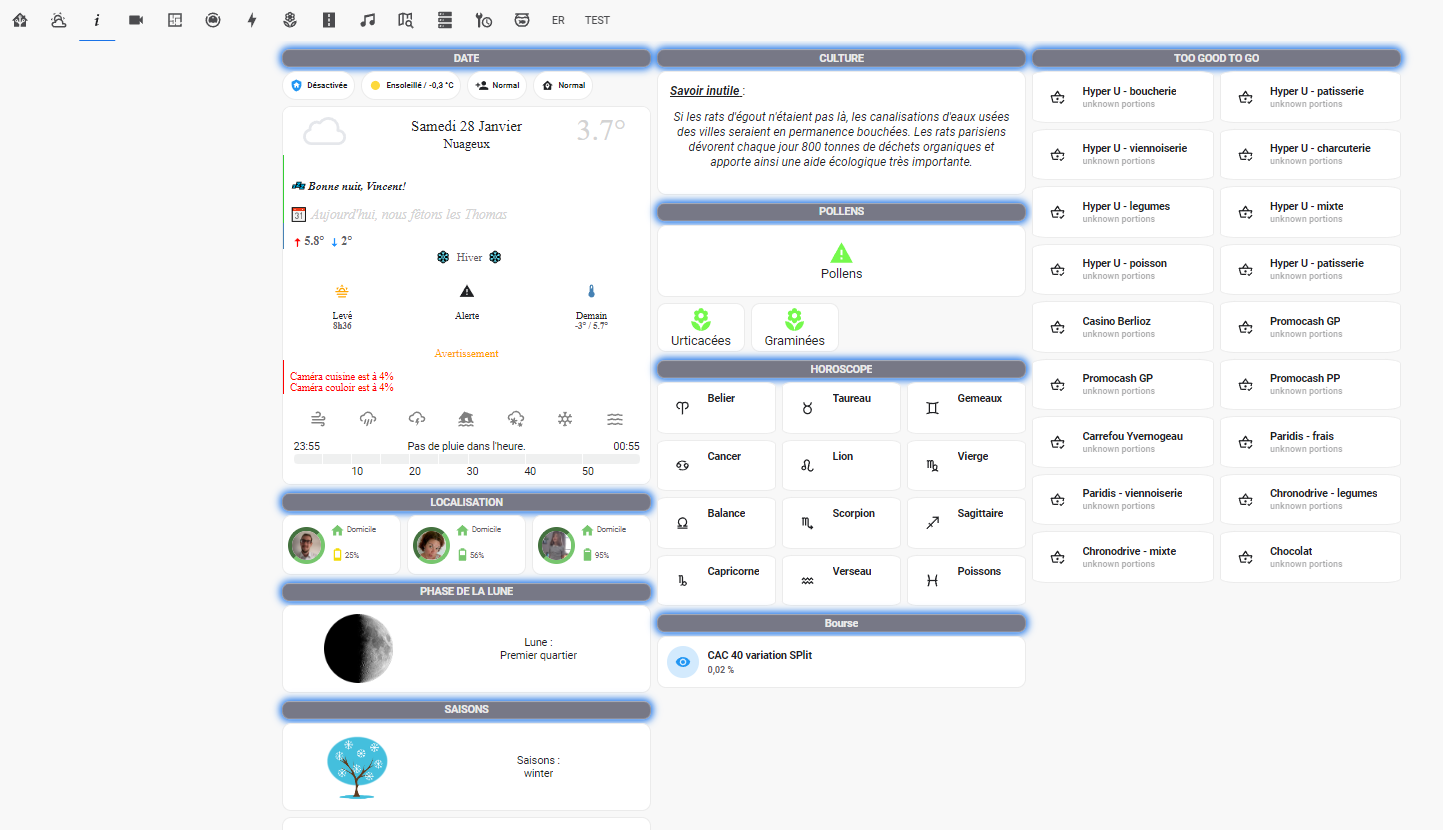 ER TEST
DATE
Désactivée Ensoleillé / -0,3 °C Normal Normal
Samedi 28 Janvier 3.7°
Nuageux
Bonne nuit, Vincent!
31 Aujourd'hui, nous fêtons les Thomas
5.8° 2°
Hiver
Levé Alerte Demain
8h36 -3° / 5.7°
Avertissement
Caméra cuisine est à 4%
Caméra couloir est à 4%
23:55 Pas de pluie dans l'heure. 00:55
10 20 30 40 50
LOCALISATION
Domicile Domicile Domicile
25% 56% 95%
PHASE DE LA LUNE
Lune :
Premier quartier
SAISONS
Saisons :
winter
CULTURE
Savoir inutile :
Si les rats d'égout n'étaient pas là, les canalisations d'eaux usées
des villes seraient en permanence bouchées. Les rats parisiens
dévorent chaque jour 800 tonnes de déchets organiques et
apporte ainsi une aide écologique très importante.
POLLENS
Pollens
Urticacées Graminées
HOROSCOPE
Belier Taureau Gemeaux
Cancer Lion Vierge
Balance Scorpion Sagittaire
Capricorne Verseau Poissons
Bourse
CAC 40 variation SPlit
0,02 %
TOO GOOD TO GO
Hyper U - boucherie Hyper U - patisserie
unknown portions unknown portions
Hyper U - viennoiserie Hyper U - charcuterie
unknown portions unknown portions
Hyper U - legumes Hyper U - mixte
unknown portions unknown portions
Hyper U - poisson Hyper U - patisserie
unknown portions unknown portions
Casino Berlioz Promocash GP
unknown portions unknown portions
Promocash GP Promocash PP
unknown portions unknown portions
Carrefou Yvernogeau Paridis - frais
unknown portions unknown portions
Paridis - viennoiserie Chronodrive - legumes
unknown portions unknown portions
Chronodrive - mixte Chocolat
unknown portions unknown portions